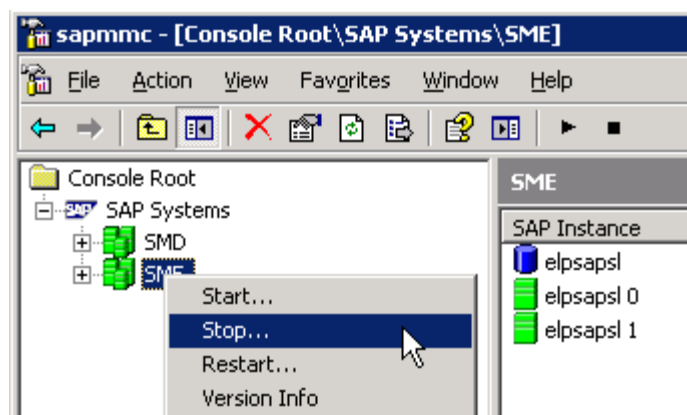 sapmmc - [Console Root\SAP Systems\SME]
File Action View Favorites Window Help
Console Root
SAP Systems
SMD
SME
Start...
Stop...
Restart...
Version Info
SME
SAP Instance
elpsapsl
elpsapsl 0
elpsapsl 1